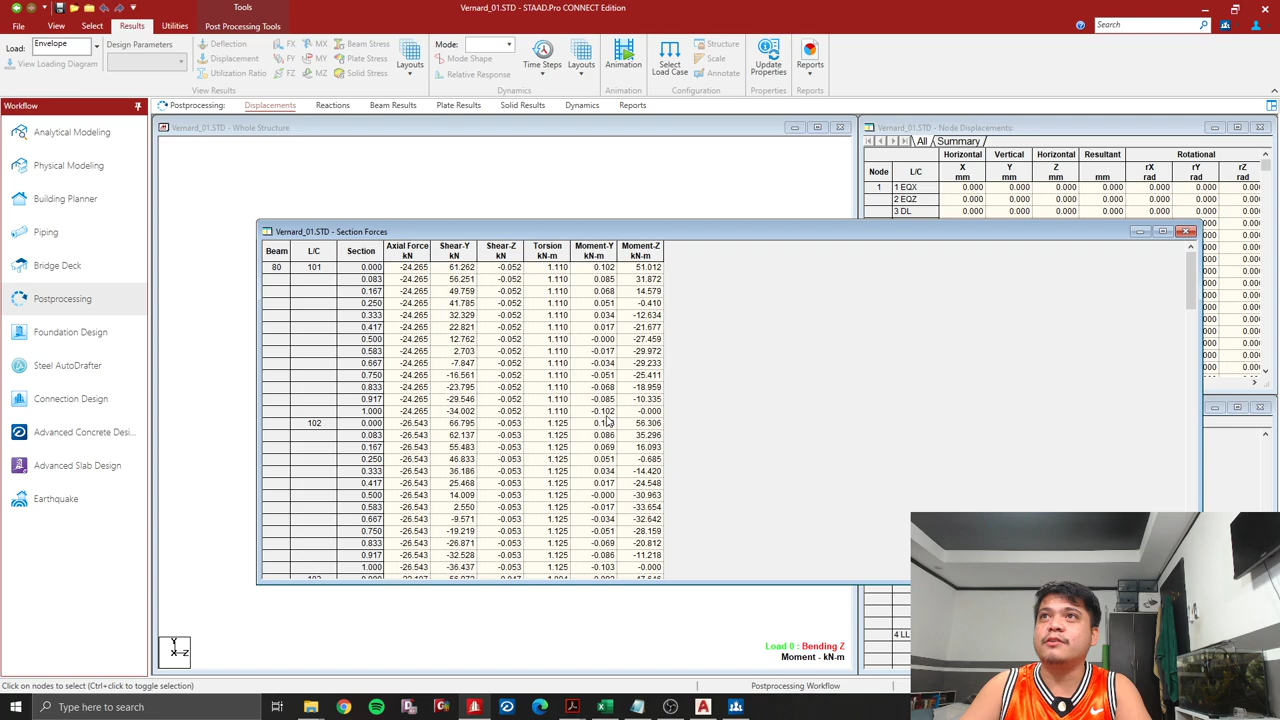 Vernard_01.STD - STAAD.Pro CONNECT Edition
Tools
File View Select Results Utilities Post Processing Tools
Search
Load: Envelope
Design Parameters
View Loading Diagram
Deflection FX MX Beam Stress
Displacement FY MY Plate Stress
Utilization Ratio FZ MZ Solid Stress
Layouts
View Results
Mode:
Mode Shape
Relative Response
Time Steps
Layouts
Dynamics
Animation
Animation
Select Load Case
Structure
Scale
Annotate
Configuration
Update Properties
Properties
Reports
Reports
Workflow
Postprocessing: Displacements Reactions Beam Results Plate Results Solid Results Dynamics Reports
Analytical Modeling
Physical Modeling
Building Planner
Piping
Bridge Deck
Postprocessing
Foundation Design
Steel AutoDrafter
Connection Design
Advanced Concrete Desi...
Advanced Slab Design
Earthquake
Vernard_01.STD - Whole Structure
Vernard_01.STD - Node Displacements:
All Summary
Horizontal Vertical Horizontal Resultant Rotational
Node L/C X mm Y mm Z mm mm rX rad rY rad rZ rad
1 1 EQX 0.000 0.000 0.000 0.000 0.000 0.000 0.00
2 EQZ 0.000 0.000 0.000 0.000 0.000 0.000 0.00
3 DL 0.000 0.000 0.000 0.000 0.000 0.000 0.00
Vernard_01.STD - Section Forces
Beam L/C Section Axial Force kN Shear-Y kN Shear-Z kN Torsion kN-m Moment-Y kN-m Moment-Z kN-m
80 101 0.000 -24.265 61.262 -0.052 1.110 0.102 51.012
0.083 -24.265 56.251 -0.052 1.110 0.085 31.872
0.167 -24.265 49.759 -0.052 1.110 0.068 14.579
0.250 -24.265 41.785 -0.052 1.110 0.051 -0.410
0.333 -24.265 32.329 -0.052 1.110 0.034 -12.634
0.417 -24.265 22.821 -0.052 1.110 0.017 -21.677
0.500 -24.265 12.762 -0.052 1.110 -0.000 -27.459
0.583 -24.265 2.703 -0.052 1.110 -0.017 -29.972
0.667 -24.265 -7.847 -0.052 1.110 -0.034 -29.233
0.750 -24.265 -16.561 -0.052 1.110 -0.051 -25.411
0.833 -24.265 -23.795 -0.052 1.110 -0.068 -18.959
0.917 -24.265 -29.546 -0.052 1.110 -0.085 -10.335
1.000 -24.265 -34.002 -0.052 1.110 -0.102 -0.000
102 0.000 -26.543 66.795 -0.053 1.125 56.306
0.083 -26.543 62.137 -0.053 1.125 0.086 35.296
0.167 -26.543 55.483 -0.053 1.125 0.069 16.093
0.250 -26.543 46.833 -0.053 1.125 0.051 -0.685
0.333 -26.543 36.186 -0.053 1.125 0.034 -14.420
0.417 -26.543 25.468 -0.053 1.125 0.017 -24.548
0.500 -26.543 14.009 -0.053 1.125 -0.000 -30.963
0.583 -26.543 2.550 -0.053 1.125 -0.017 -33.654
0.667 -26.543 -9.571 -0.053 1.125 -0.034 -32.642
0.750 -26.543 -19.219 -0.053 1.125 -0.051 -28.159
0.833 -26.543 -26.871 -0.053 1.125 -0.069 -20.812
0.917 -26.543 -32.528 -0.053 1.125 -0.086 -11.218
1.000 -26.543 -36.437 -0.053 1.125 -0.103 -0.000
4 LL
Load 0 : Bending Z
Moment - kN-m
Y
X Z
Click on nodes to select (Ctrl+click to toggle selection)
Postprocessing Workflow
Type here to search